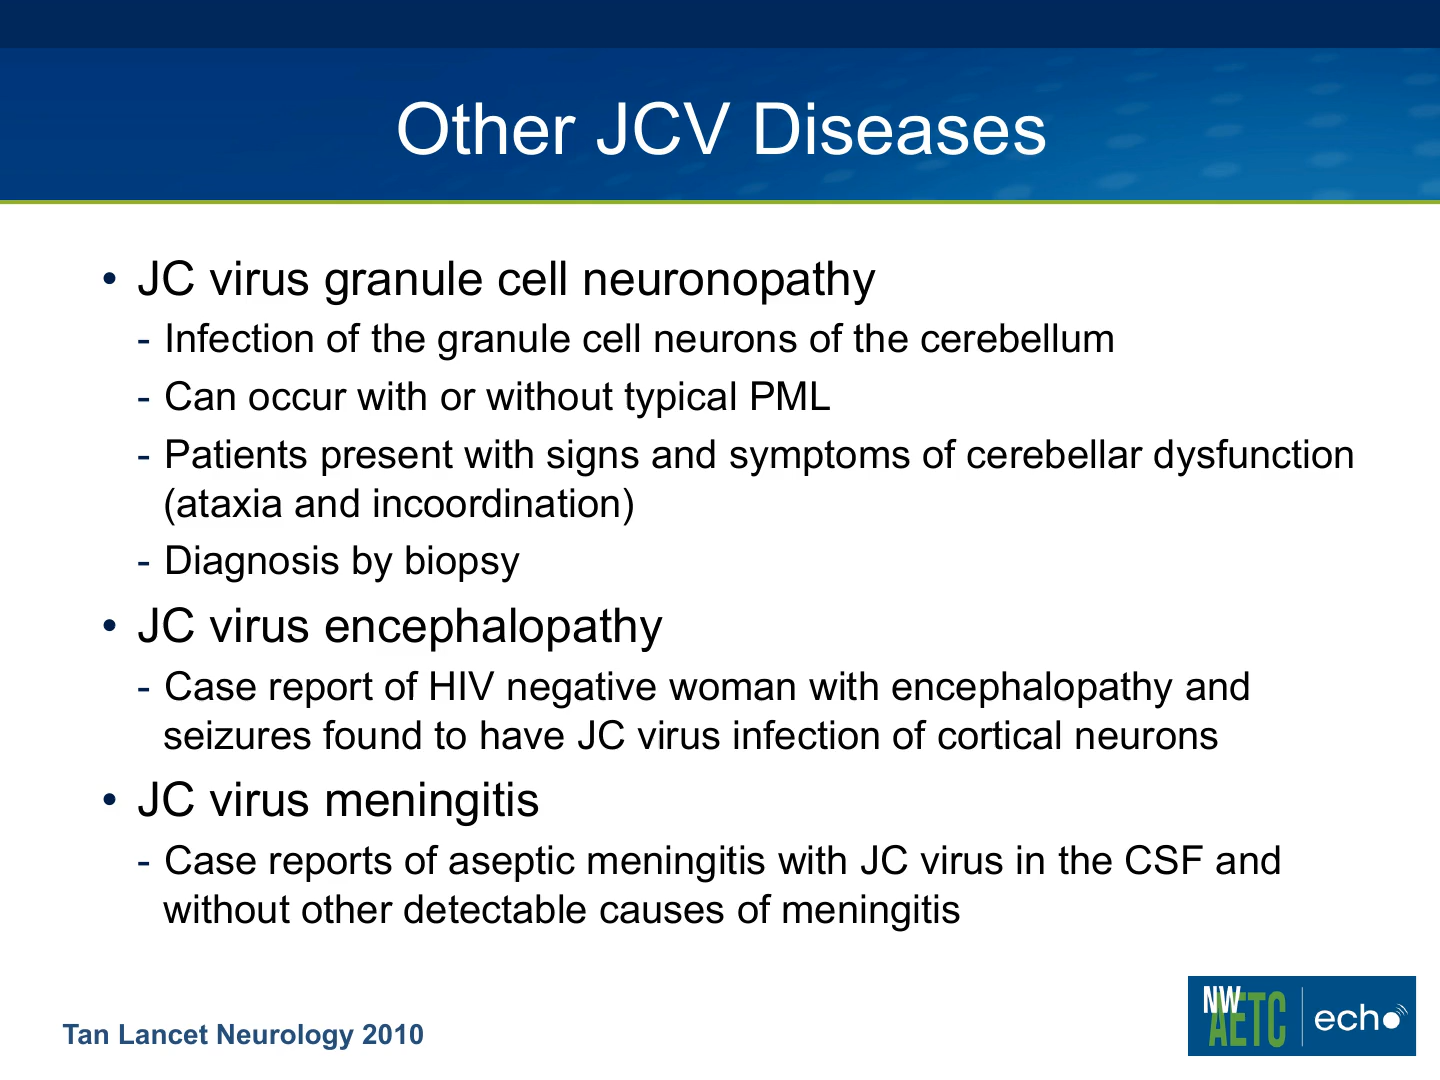 Other JCV Diseases
• JC virus granule cell neuronopathy
- Infection of the granule cell neurons of the cerebellum
- Can occur with or without typical PML
- Patients present with signs and symptoms of cerebellar dysfunction
(ataxia and incoordination)
- Diagnosis by biopsy
• JC virus encephalopathy
- Case report of HIV negative woman with encephalopathy and
seizures found to have JC virus infection of cortical neurons
• JC virus meningitis
- Case reports of aseptic meningitis with JC virus in the CSF and
without other detectable causes of meningitis
Tan Lancet Neurology 2010
NW
AETC
echo